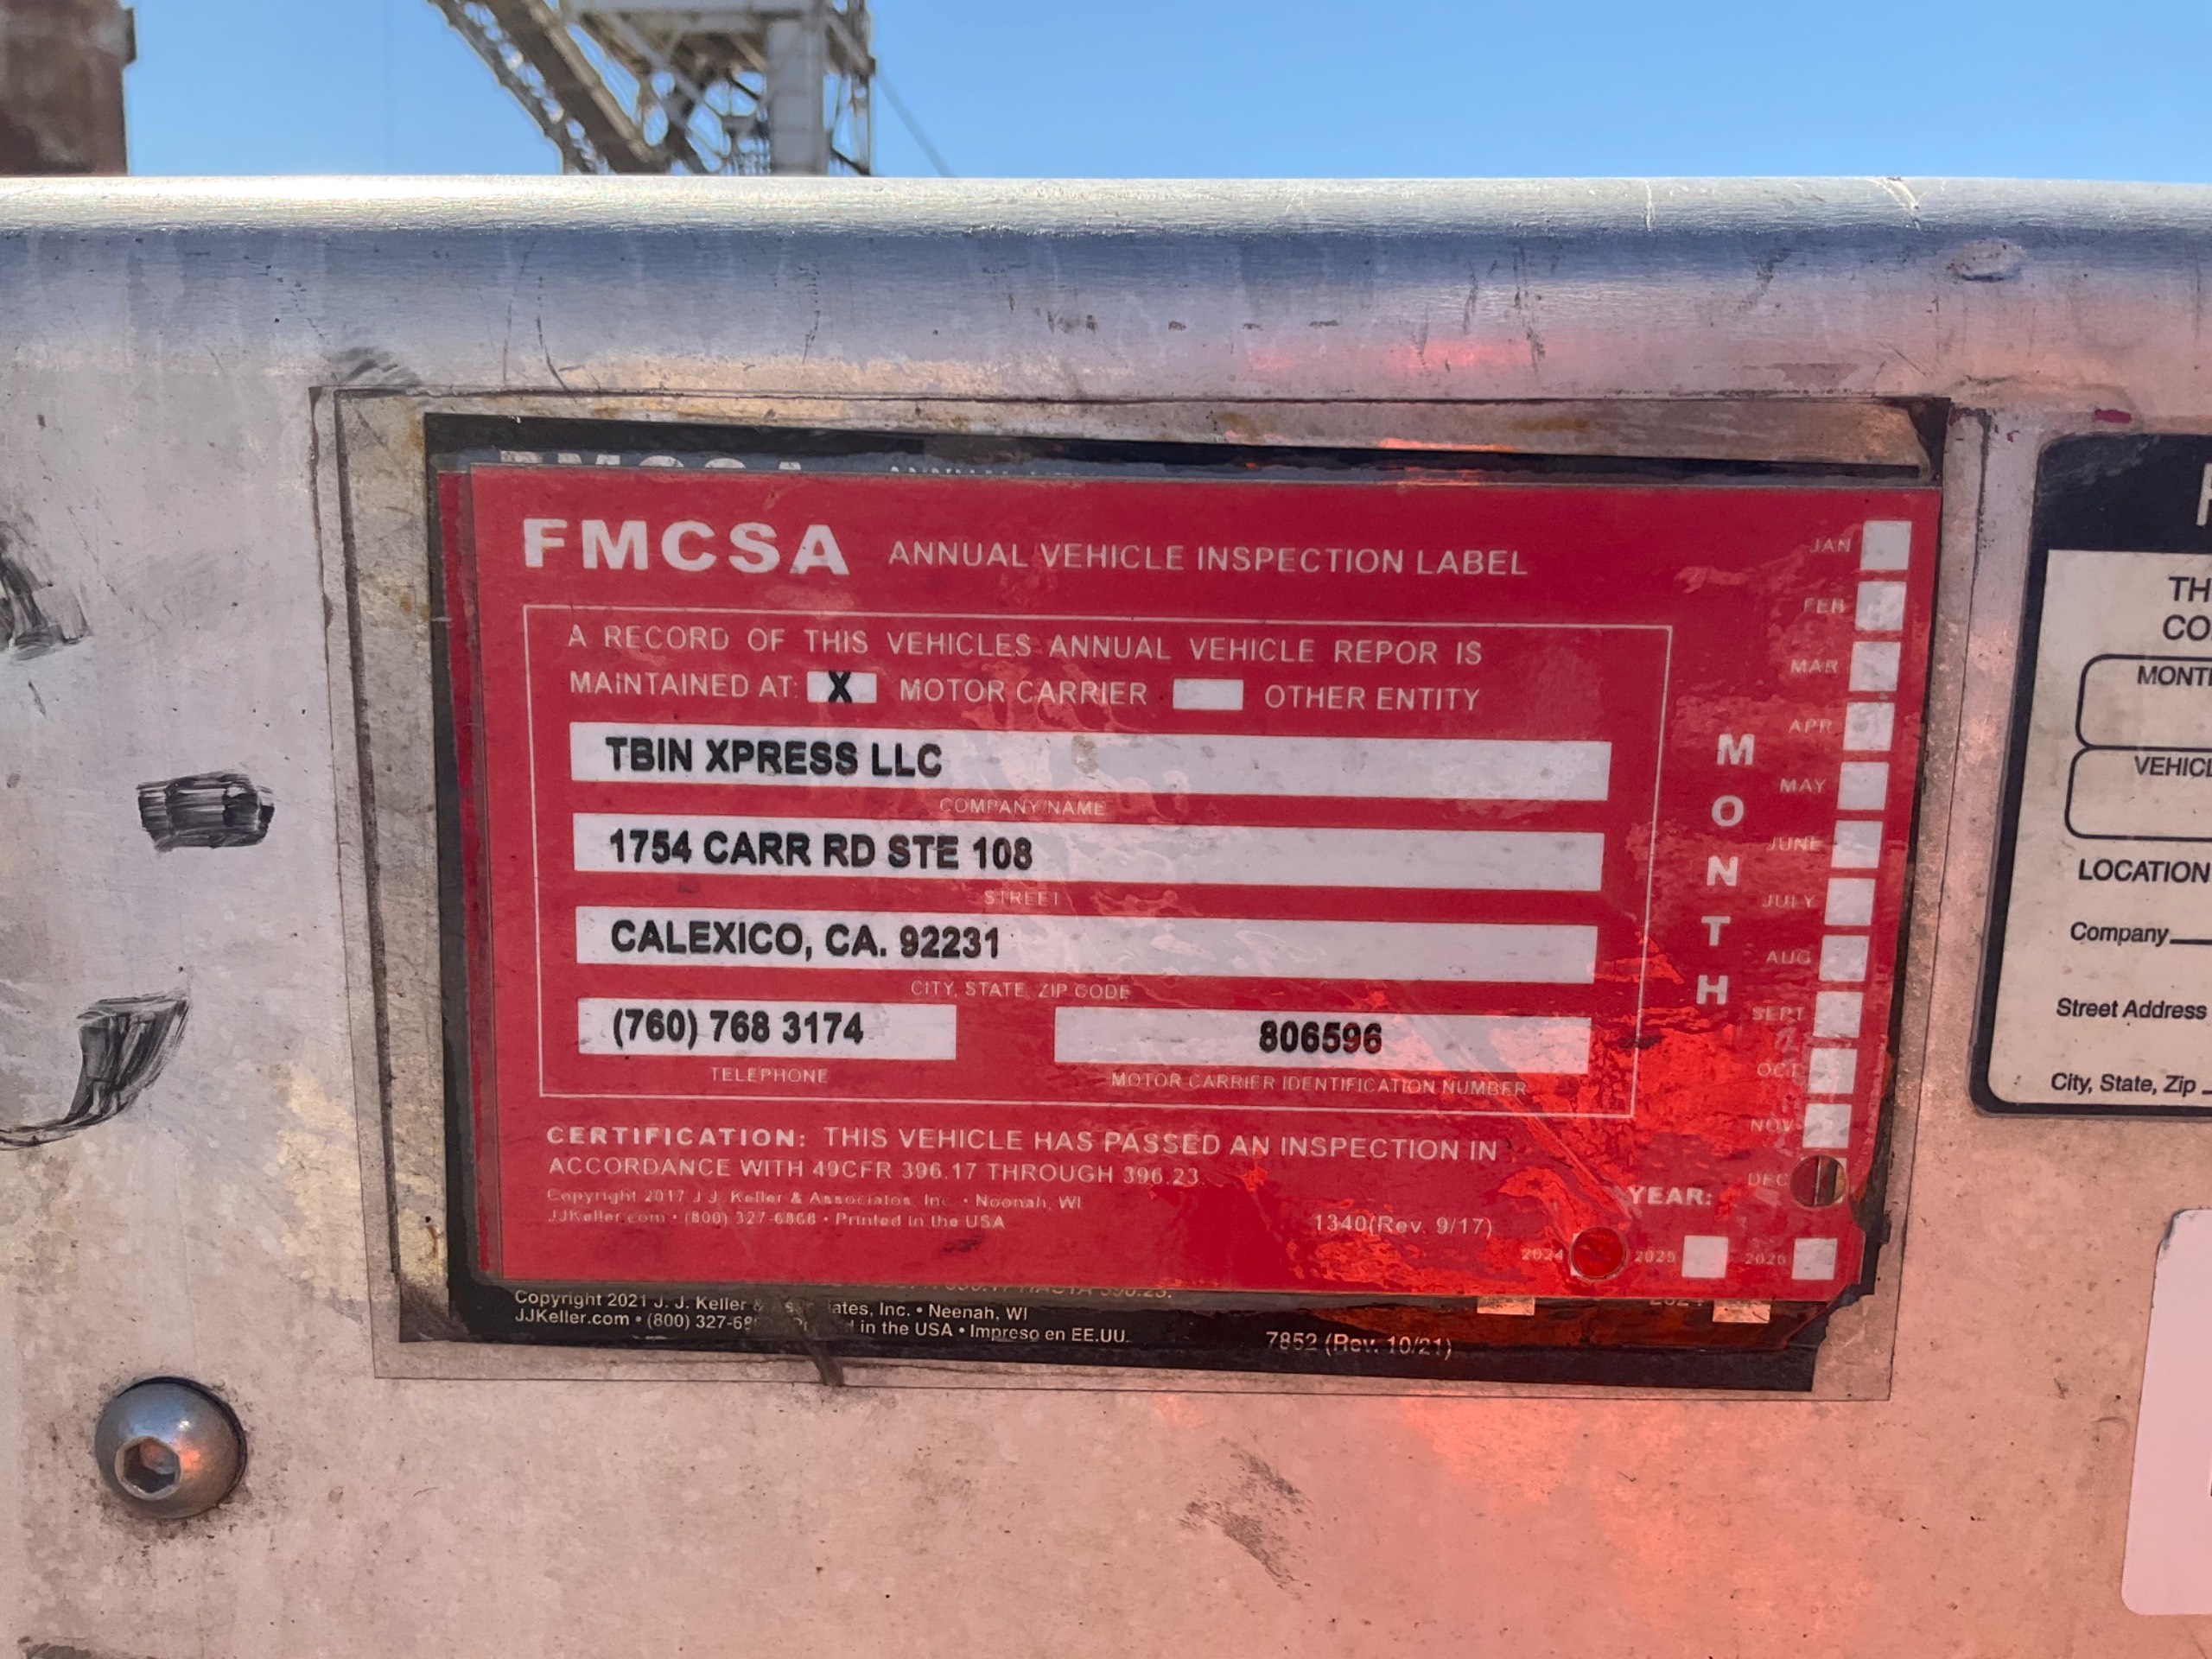 FMCSA ANNUAL VEHICLE INSPECTION LABEL
A RECORD OF THIS VEHICLES ANNUAL VEHICLE REPOR IS
MAINTAINED AT: X MOTOR CARRIER OTHER ENTITY
TBIN XPRESS LLC
COMPANY NAME
1754 CARR RD STE 108
STREET
CALEXICO, CA. 92231
CITY, STATE, ZIP CODE
(760) 768 3174 806596
TELEPHONE MOTOR CARRIER IDENTIFICATION NUMBER
CERTIFICATION: THIS VEHICLE HAS PASSED AN INSPECTION IN
ACCORDANCE WITH 49CFR 396.17 THROUGH 396.23.
Copyright 2017 J. J. Keller & Associates, Inc. • Neenah, WI
JJKeller.com • (800) 327-6868 • Printed in the USA
1340(Rev. 9/17)
MONTH
JAN
FEB
MAR
APR
MAY
JUNE
JULY
AUG
SEPT
OCT
NOV
DEC
YEAR:
2024 2025 2026
Copyright 2021 J. J. Keller & iates, Inc. • Neenah, WI
JJKeller.com • (800) 327-68 in the USA • Impreso en EE.UU.
7852 (Rev. 10/21)
TH
CO
MONT
VEHICL
LOCATION
Company
Street Address
City, State, Zip